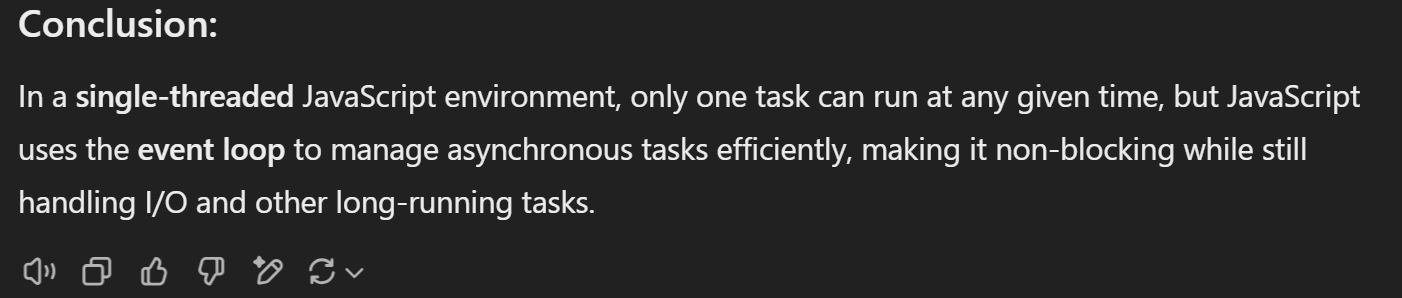 Conclusion:
In a single-threaded JavaScript environment, only one task can run at any given time, but JavaScript
uses the event loop to manage asynchronous tasks efficiently, making it non-blocking while still
handling I/O and other long-running tasks.